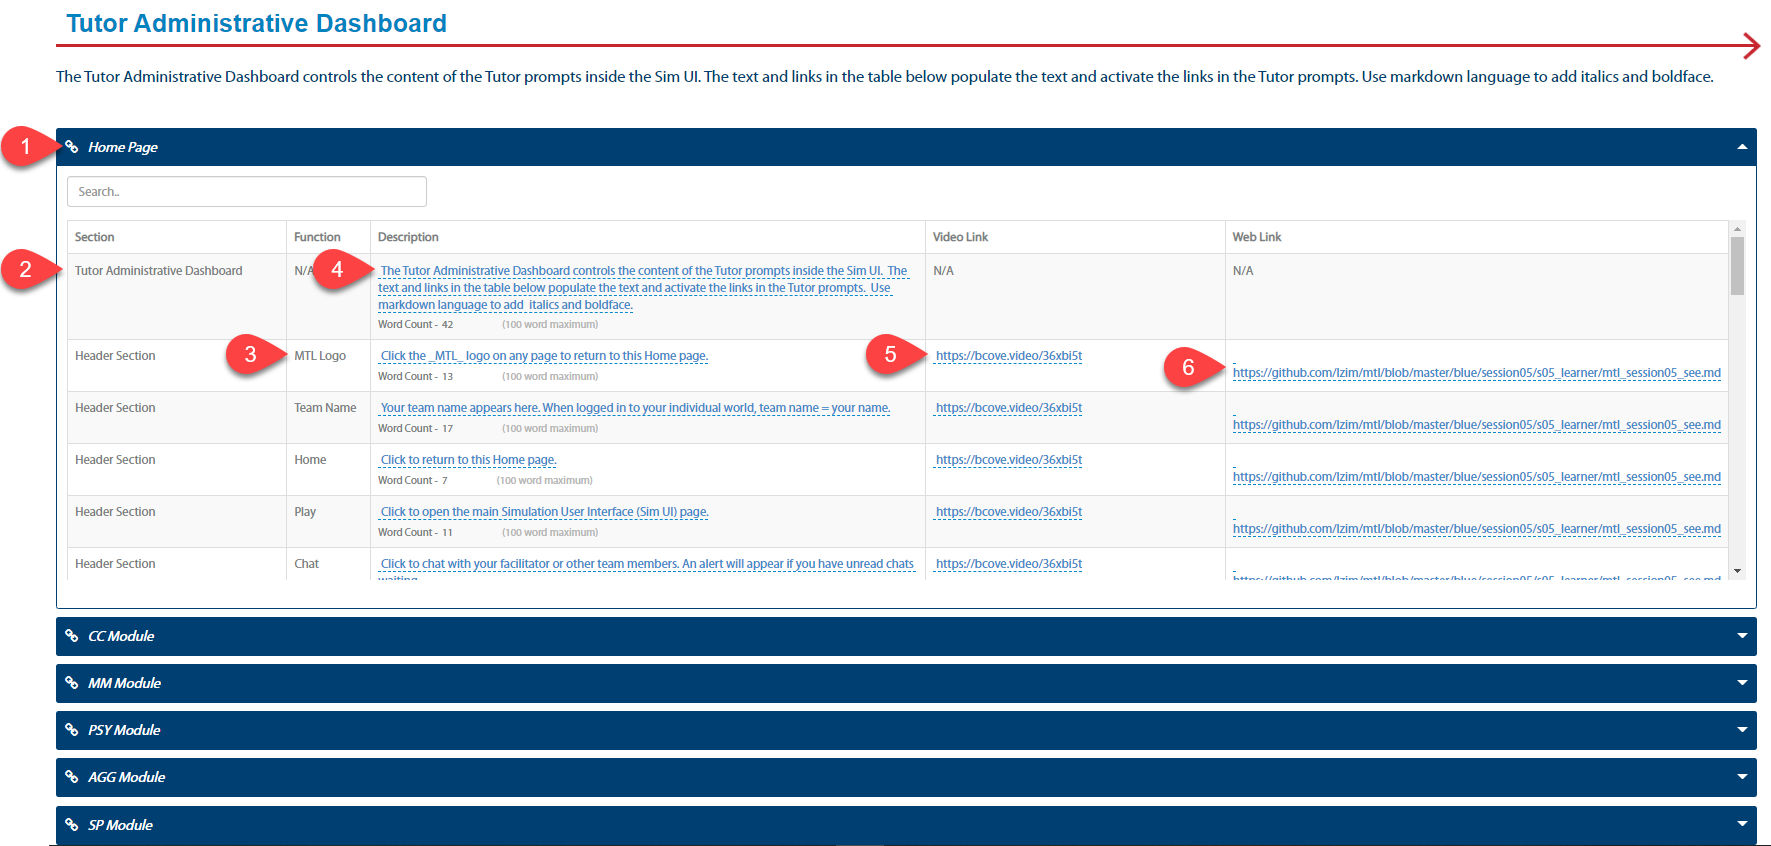 Tutor Administrative Dashboard
The Tutor Administrative Dashboard controls the content of the Tutor prompts inside the Sim UI. The text and links in the table below populate the text and activate the links in the Tutor prompts. Use markdown language to add italics and boldface.
1
Home Page
Search..
Section Function Description Video Link Web Link
2 Tutor Administrative Dashboard N/A 4 The Tutor Administrative Dashboard controls the content of the Tutor prompts inside the Sim UI. The N/A N/A
text and links in the table below populate the text and activate the links in the Tutor prompts. Use
markdown language to add italics and boldface.
Word Count - 42 (100 word maximum)
Header Section 3 MTL Logo Click the _MTL_ logo on any page to return to this Home page. 5 https://bcove.video/36xbi5t
Word Count - 13 (100 word maximum) 6 https://github.com/lzim/mtl/blob/master/blue/session05/s05_learner/mtl_session05_see.md
Header Section Team Name Your team name appears here. When logged in to your individual world, team name = your name. https://bcove.video/36xbi5t
Word Count - 17 (100 word maximum) https://github.com/lzim/mtl/blob/master/blue/session05/s05_learner/mtl_session05_see.md
Header Section Home Click to return to this Home page. https://bcove.video/36xbi5t
Word Count - 7 (100 word maximum) https://github.com/lzim/mtl/blob/master/blue/session05/s05_learner/mtl_session05_see.md
Header Section Play Click to open the main Simulation User Interface (Sim UI) page. https://bcove.video/36xbi5t
Word Count - 11 (100 word maximum) https://github.com/lzim/mtl/blob/master/blue/session05/s05_learner/mtl_session05_see.md
Header Section Chat Click to chat with your facilitator or other team members. An alert will appear if you have unread chats https://bcove.video/36xbi5t
waiting https://github.com/lzim/mtl/blob/master/blue/session05/s05_learner/mtl_session05_see.md
CC Module
MM Module
PSY Module
AGG Module
SP Module